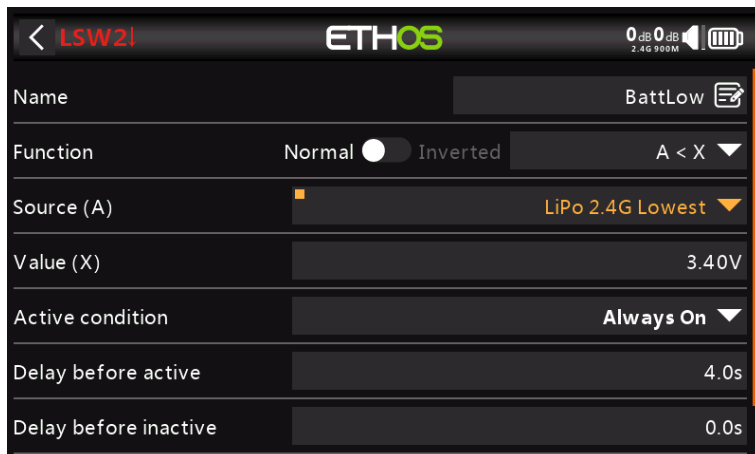 LSW2↓ ETHOS 0dB 0dB
2.4G 900M
Name BattLow
Function Normal Inverted A < X
Source (A) LiPo 2.4G Lowest
Value (X) 3.40V
Active condition Always On
Delay before active 4.0s
Delay before inactive 0.0s